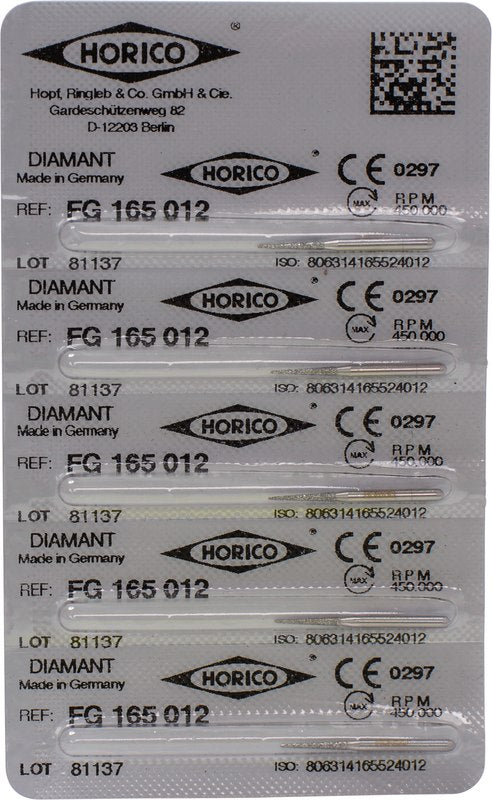 HORICO ®
Hopf, Ringleb & Co. GmbH & Cie.
Gardeschützenweg 82
D-12203 Berlin
DIAMANT HORICO ® CE 0297
Made in Germany
MAX RPM
REF: FG 165 012 450.000
LOT 81137 ISO: 806314165524012
DIAMANT HORICO ® CE 0297
Made in Germany
MAX RPM
REF: FG 165 012 450.000
LOT 81137 ISO: 806314165524012
DIAMANT HORICO ® CE 0297
Made in Germany
MAX RPM
REF: FG 165 012 450.000
LOT 81137 ISO: 806314165524012
DIAMANT HORICO ® CE 0297
Made in Germany
MAX RPM
REF: FG 165 012 450.000
LOT 81137 ISO: 806314165524012
DIAMANT HORICO ® CE 0297
Made in Germany
MAX RPM
REF: FG 165 012 450.000
LOT 81137 ISO: 806314165524012